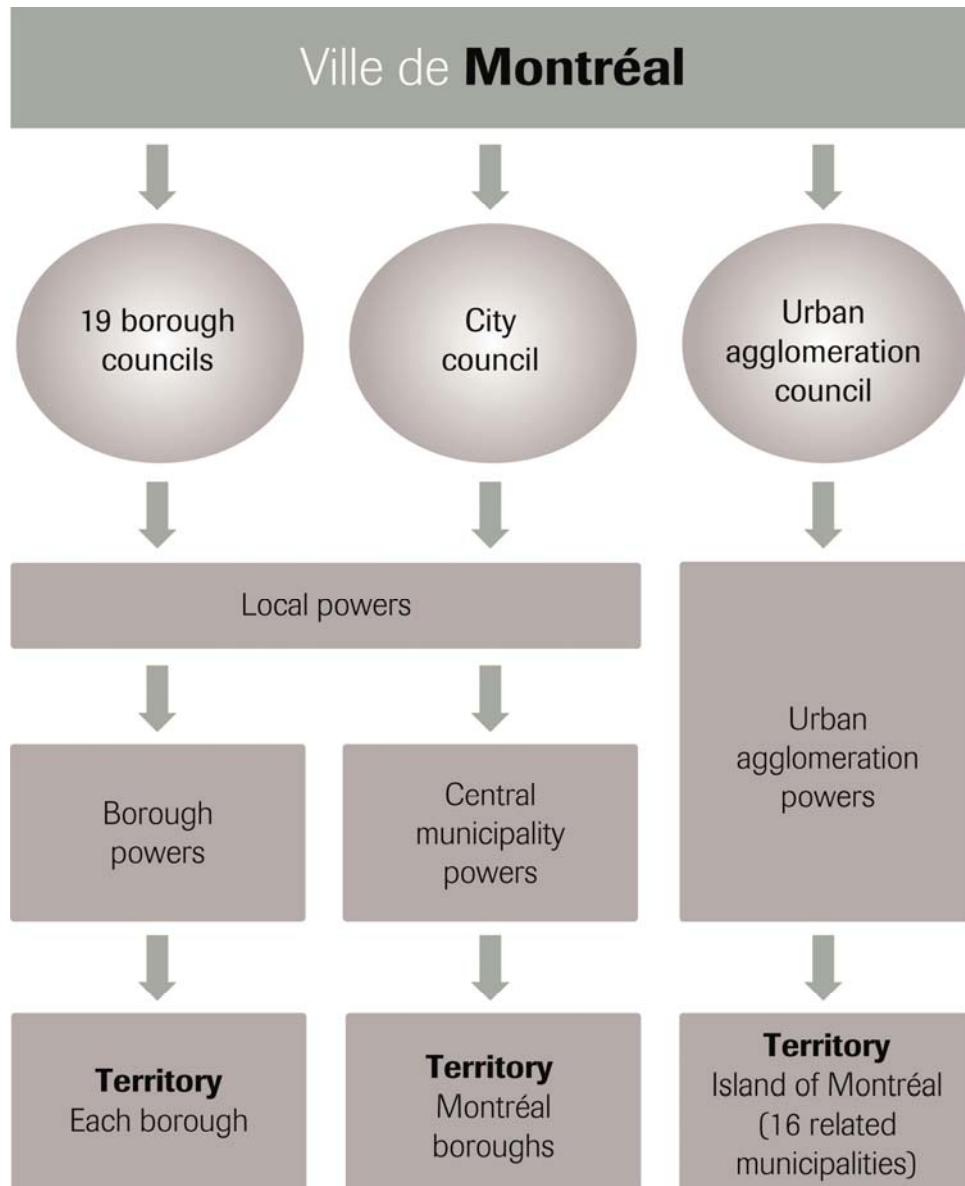 Ville de Montréal
19 borough
councils
City
council
Urban
agglomeration
council
Local powers
Urban
agglomeration
powers
Borough
powers
Central
municipality
powers
Territory
Each borough
Territory
Montréal
boroughs
Territory
Island of Montréal
(16 related
municipalities)